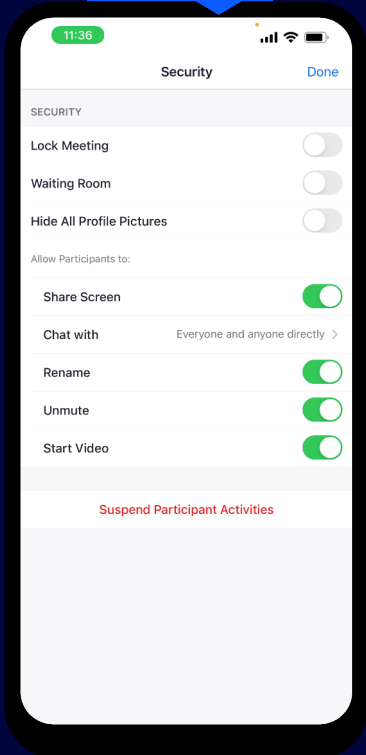 11:36
Security Done
SECURITY
Lock Meeting
Waiting Room
Hide All Profile Pictures
Allow Participants to:
Share Screen
Chat with Everyone and anyone directly
Rename
Unmute
Start Video
Suspend Participant Activities